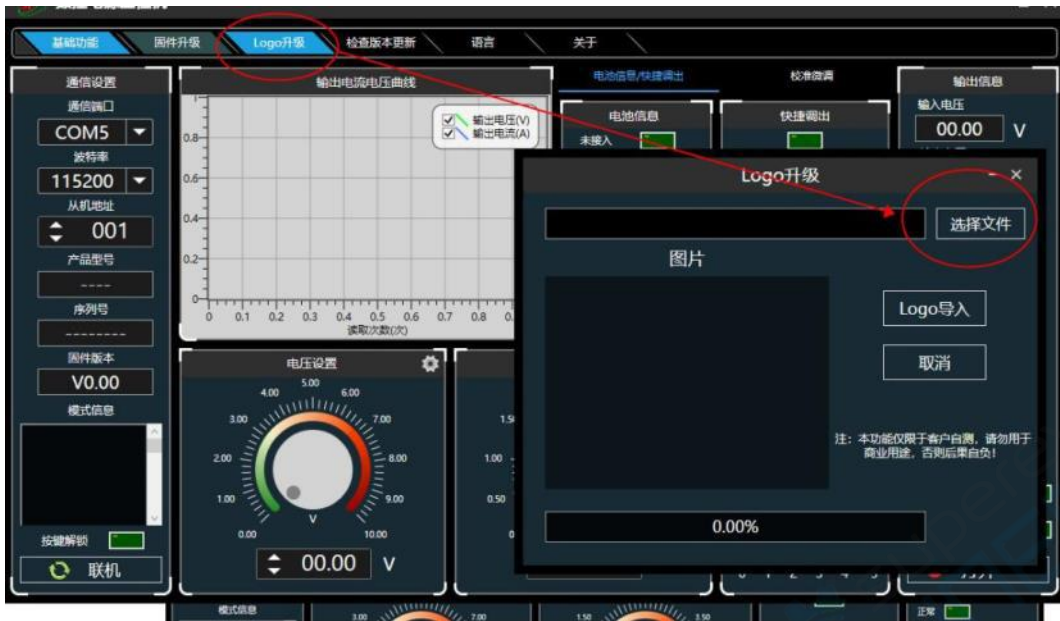 基础功能 固件升级 Logo升级 检查版本更新 语言 关于
通信设置
通信端口
COM5
波特率
115200
从机地址
001
产品型号
----
序列号
--------
固件版本
V0.00
模式信息
按键解锁
联机
输出电流电压曲线
输出电压(V)
输出电流(A)
1
0.8
0.6
0.4
0.2
0
0 0.1 0.2 0.3 0.4 0.5 0.6 0.7 0.8 0.
读取次数(次)
电压设置
0.00
1.00
2.00
3.00
4.00
5.00
6.00
7.00
8.00
9.00
10.00
V
00.00 V
1.50
1.00
0.50
电池信息/快捷调出 校准微调
电池信息
未接入
快捷调出
输出信息
输入电压
00.00 V
Logo升级
选择文件
图片
Logo导入
取消
注：本功能仅限于客户自测，请勿用于
商业用途，否则后果自负！
0.00%
0 1 2 3 4 5
模式信息
3.00
7.00
1.50
3.50
正常